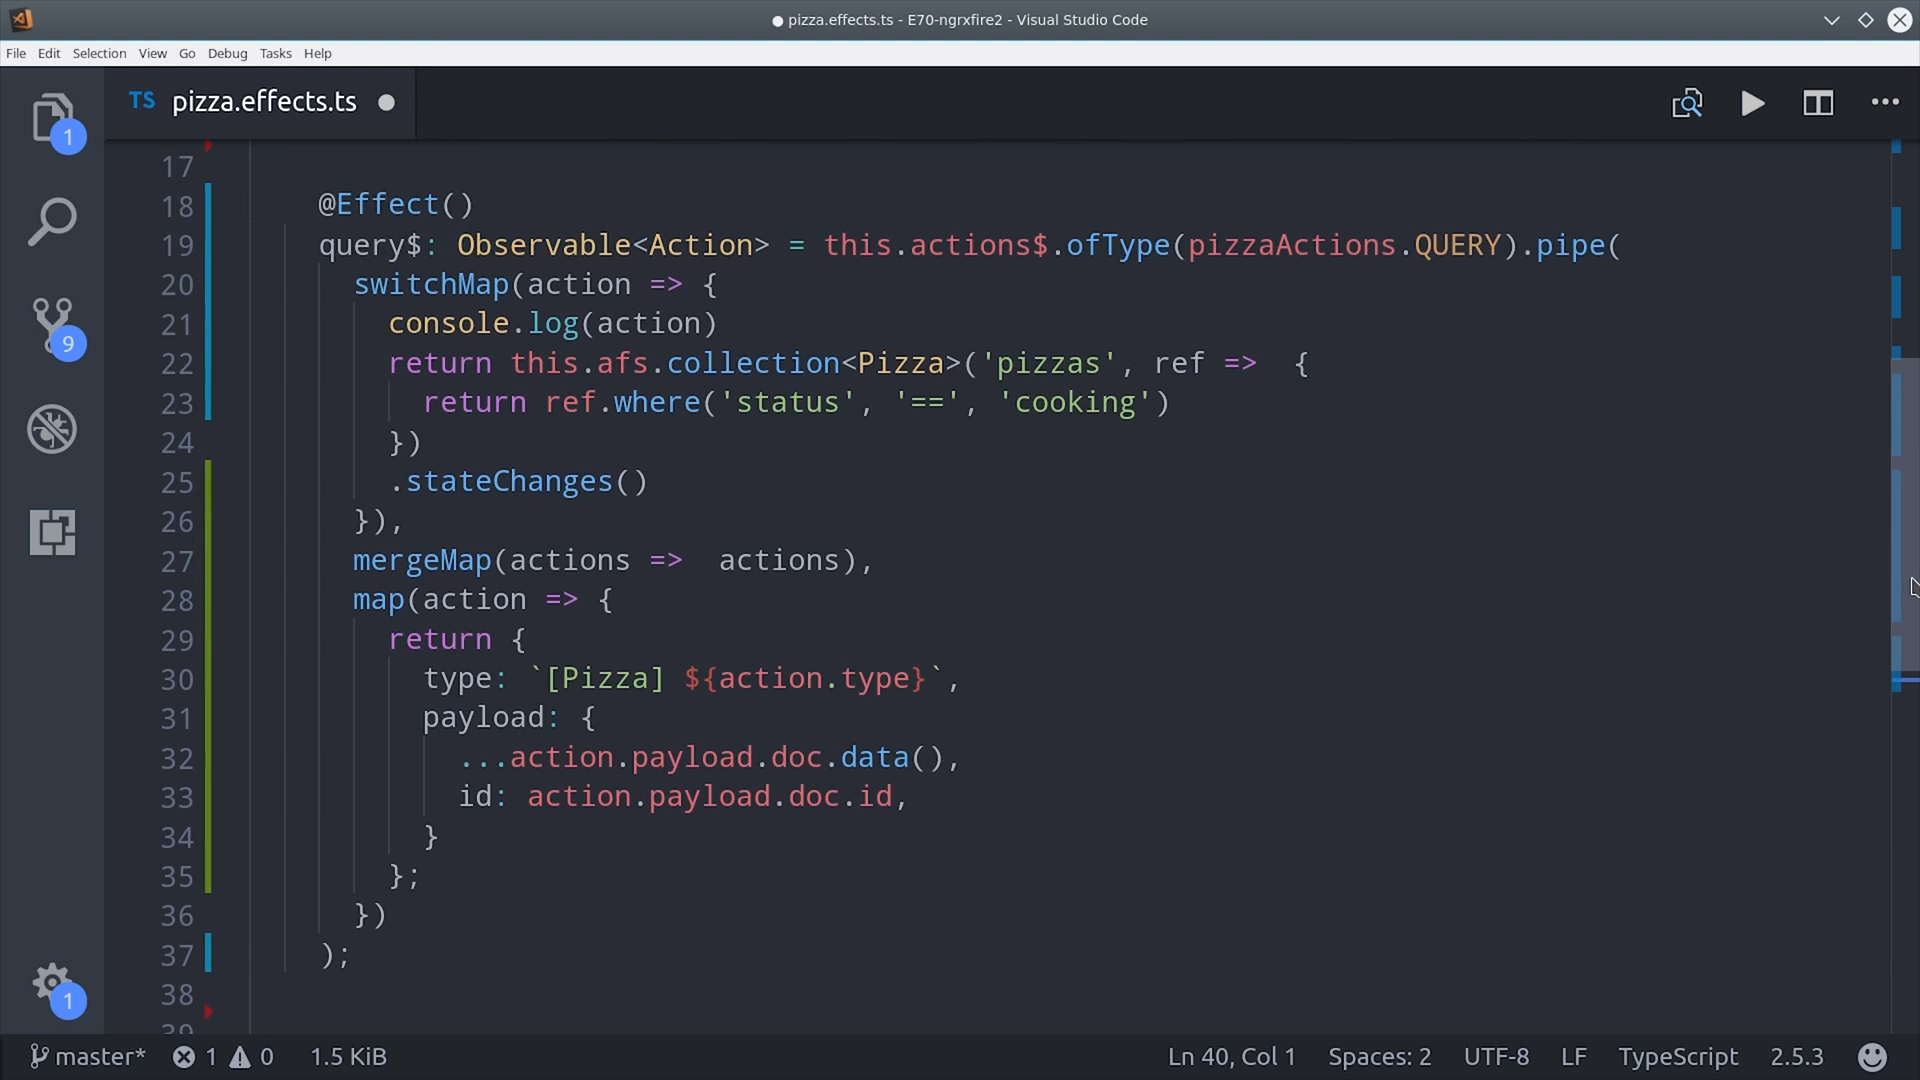 pizza.effects.ts - E70-ngrxfire2 - Visual Studio Code
File Edit Selection View Go Debug Tasks Help
TS pizza.effects.ts
1
9
1
17
18 @Effect()
19 query$: Observable<Action> = this.actions$.ofType(pizzaActions.QUERY).pipe(
20 switchMap(action => {
21 console.log(action)
22 return this.afs.collection<Pizza>('pizzas', ref => {
23 return ref.where('status', '==', 'cooking')
24 })
25 .stateChanges()
26 }),
27 mergeMap(actions => actions),
28 map(action => {
29 return {
30 type: `[Pizza] ${action.type}`,
31 payload: {
32 ...action.payload.doc.data(),
33 id: action.payload.doc.id,
34 }
35 };
36 })
37 );
38
39
master* 1 0 1.5 KiB Ln 40, Col 1 Spaces: 2 UTF-8 LF TypeScript 2.5.3